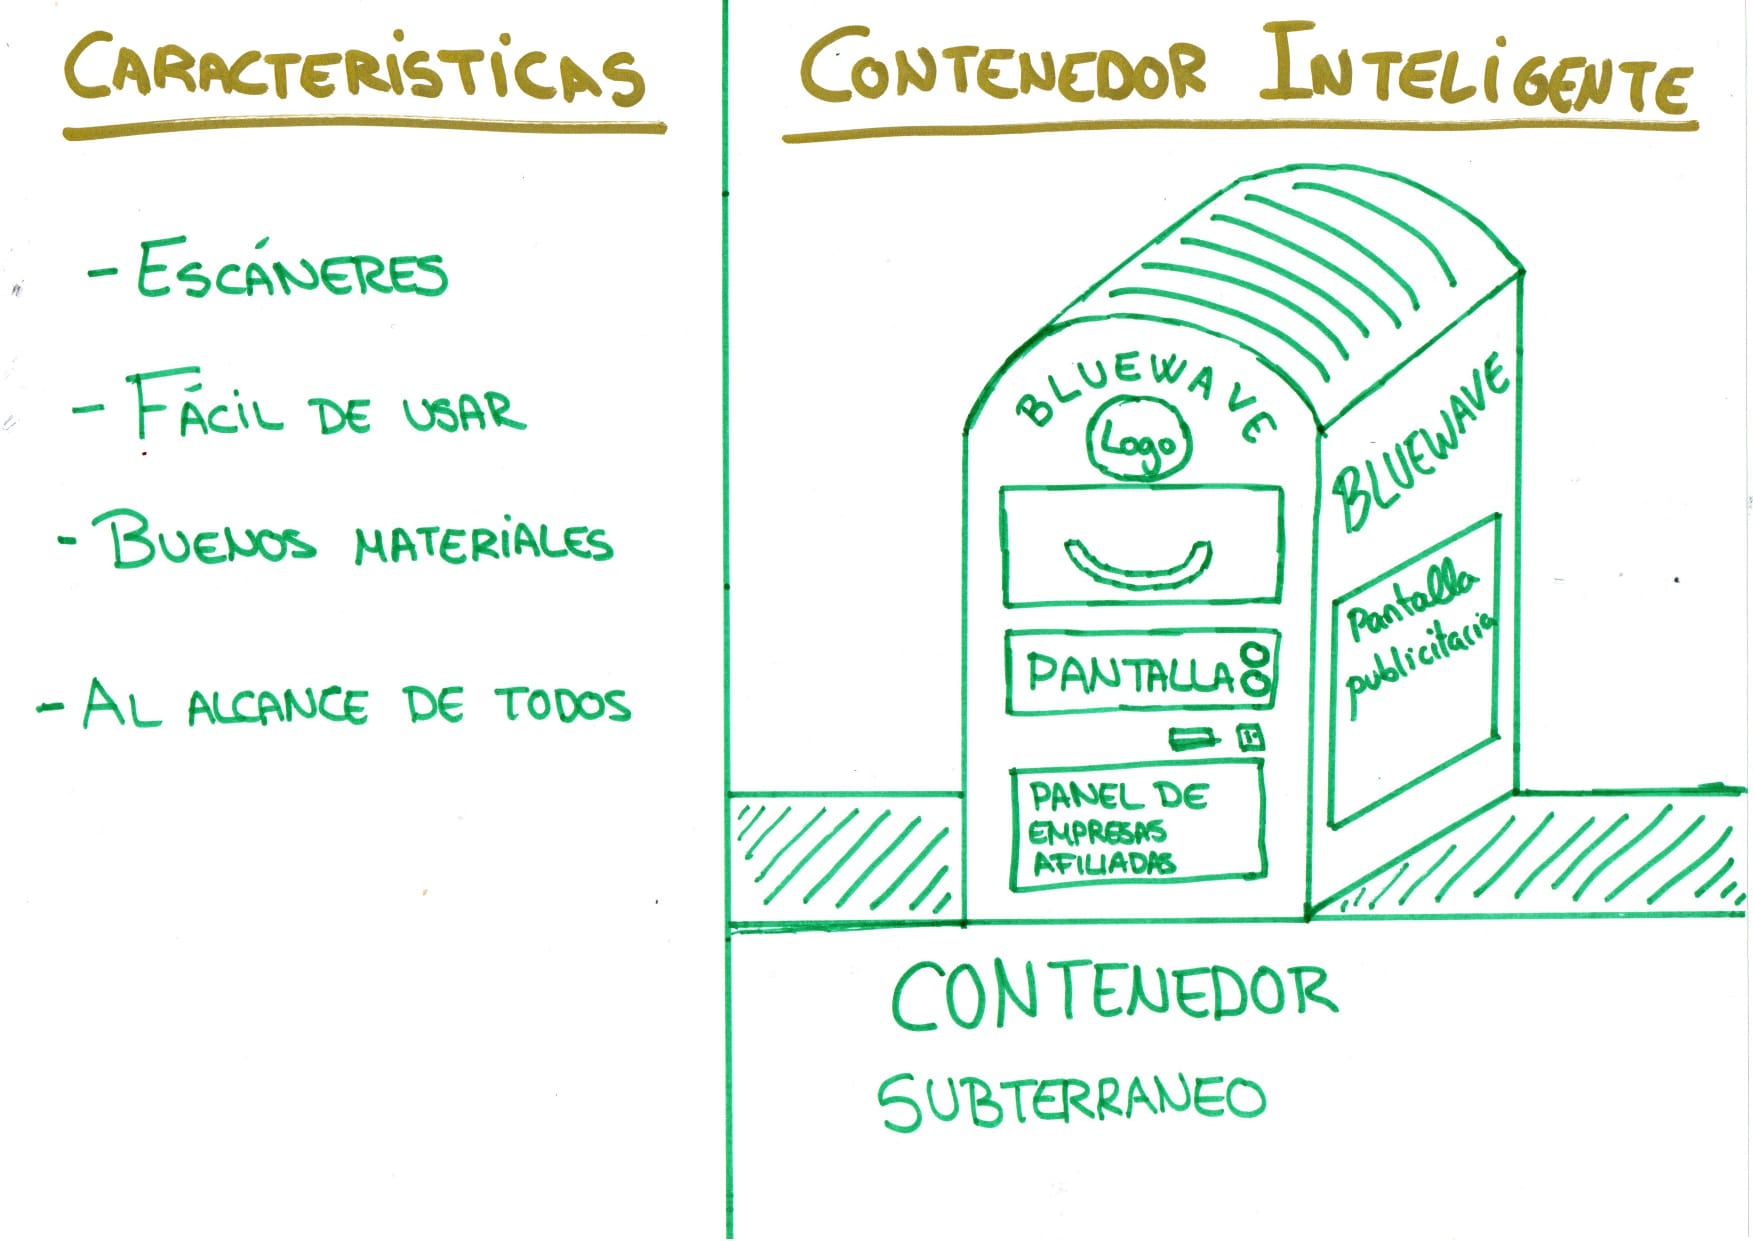 CARACTERiSTiCAS
- ESCÁNERES
- FÁCiL DE USAR
- BUENOS MATERiALES
- AL ALCANCE DE TODOS
CONTENEDOR INTELiGENTE
BLUEWAVE
Logo
PANTALLA
PANEL DE
EMPRESAS
AFILIADAS
BLUEWAVE
Pantalla
publicitaria
CONTENEDOR
SUBTERRANEO